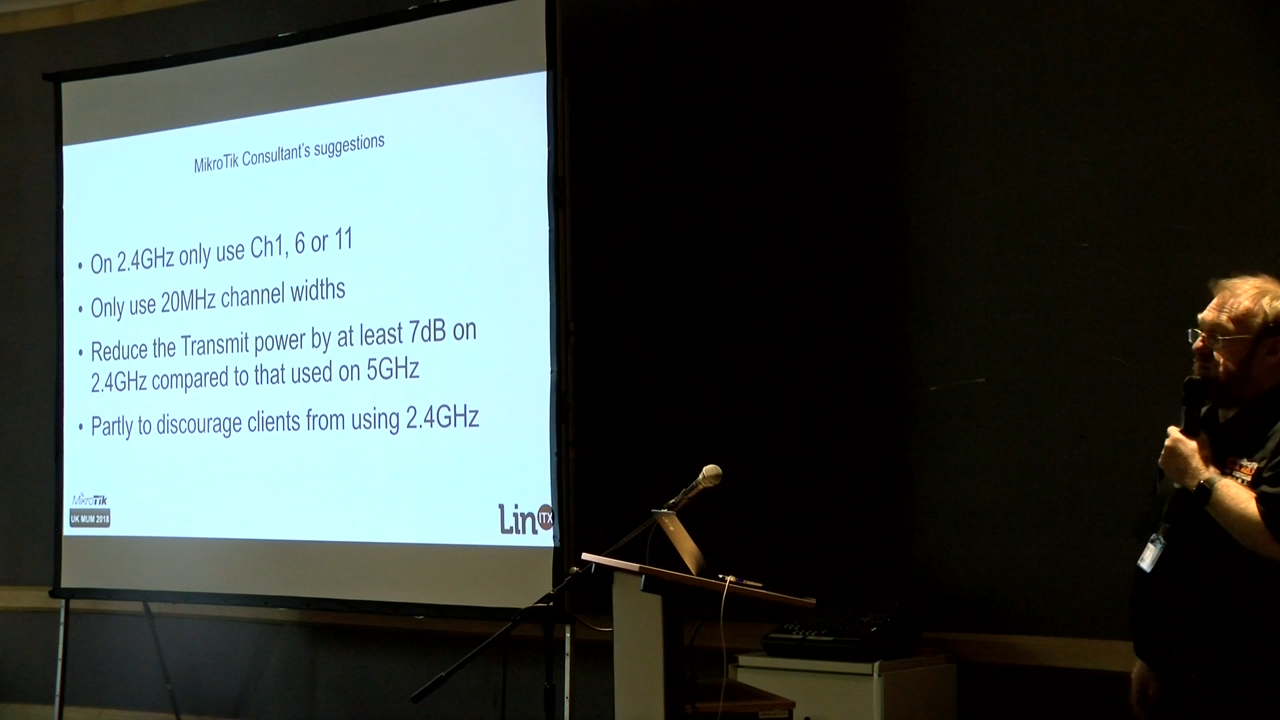 MikroTik Consultant's suggestions
• On 2.4GHz only use Ch1, 6 or 11
• Only use 20MHz channel widths
• Reduce the Transmit power by at least 7dB on
2.4GHz compared to that used on 5GHz
• Partly to discourage clients from using 2.4GHz
MikroTik
UK MUM 2018
Lin ITX